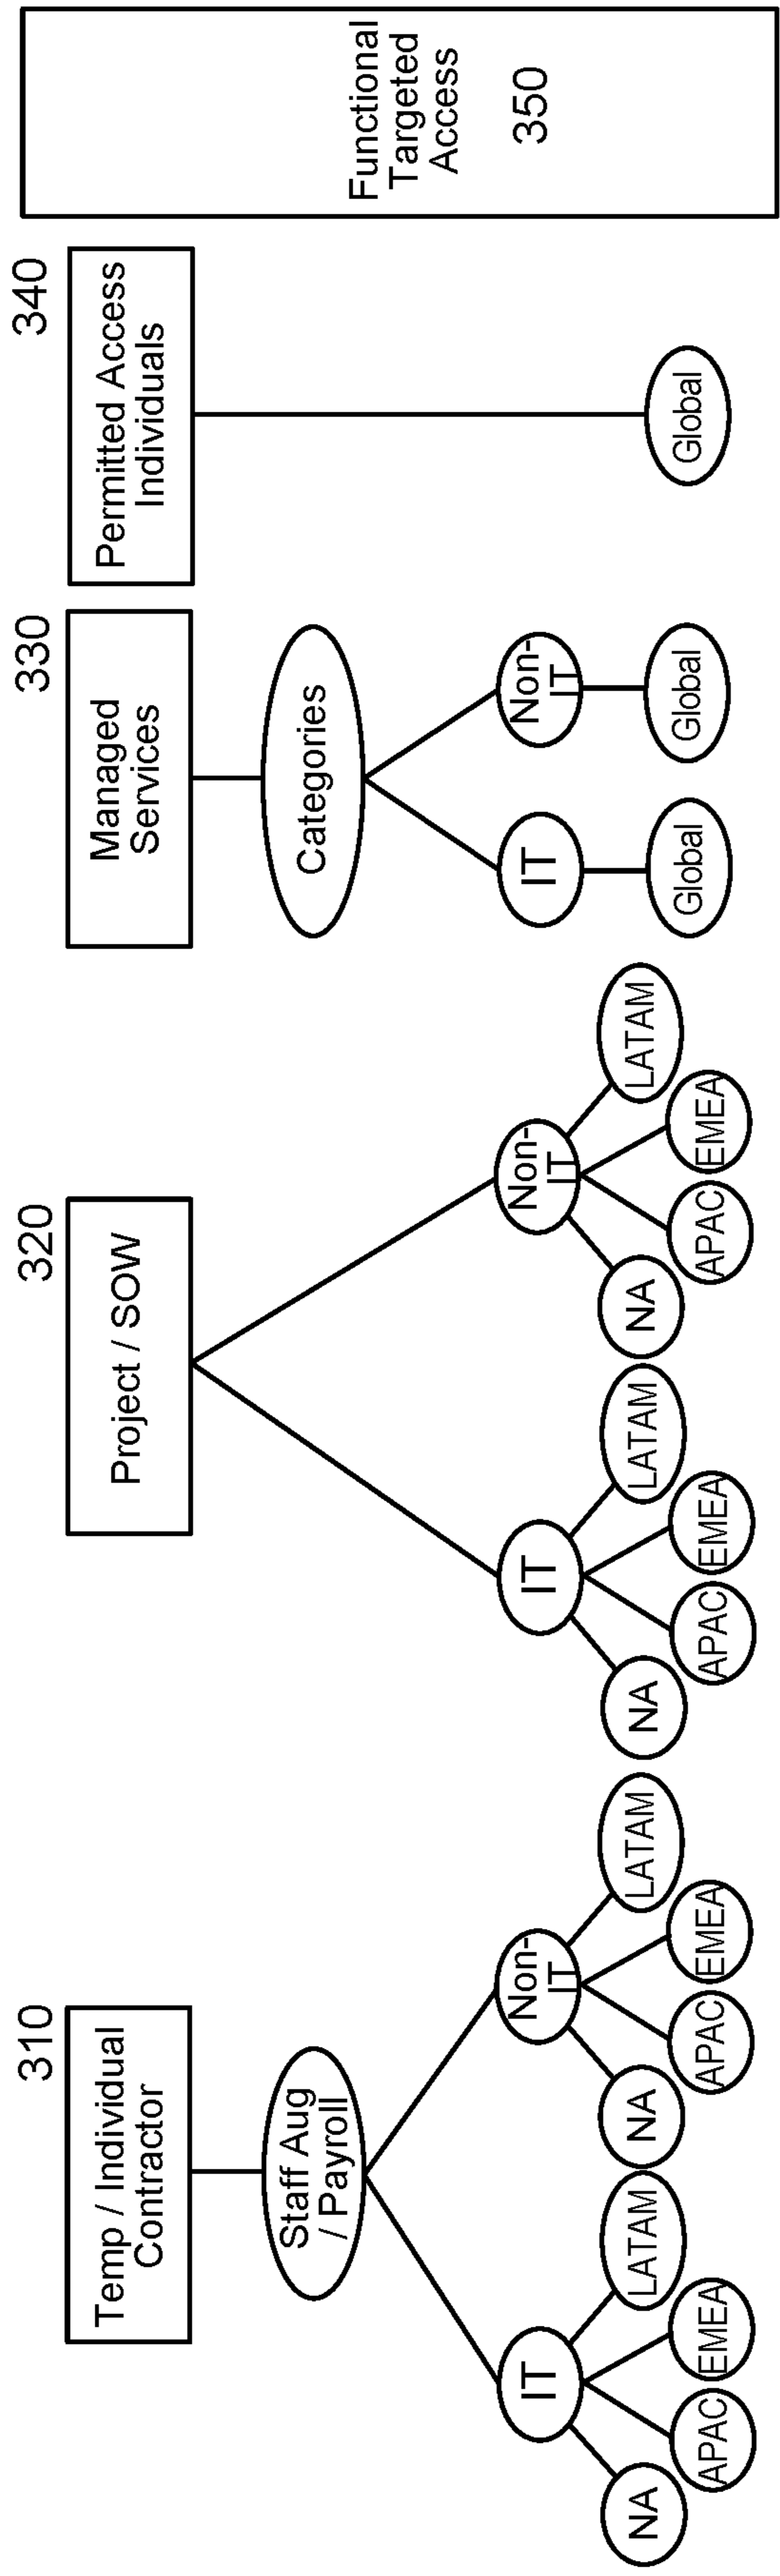 310
Temp / Individual
Contractor
Staff Aug
/ Payroll
IT
NA
APAC
EMEA
LATAM
Non-
IT
NA
APAC
EMEA
LATAM
320
Project / SOW
IT
NA
APAC
EMEA
LATAM
Non-
IT
NA
APAC
EMEA
LATAM
330
Managed
Services
Categories
IT
Global
Non-
IT
Global
340
Permitted Access
Individuals
Global
Functional
Targeted
Access
350